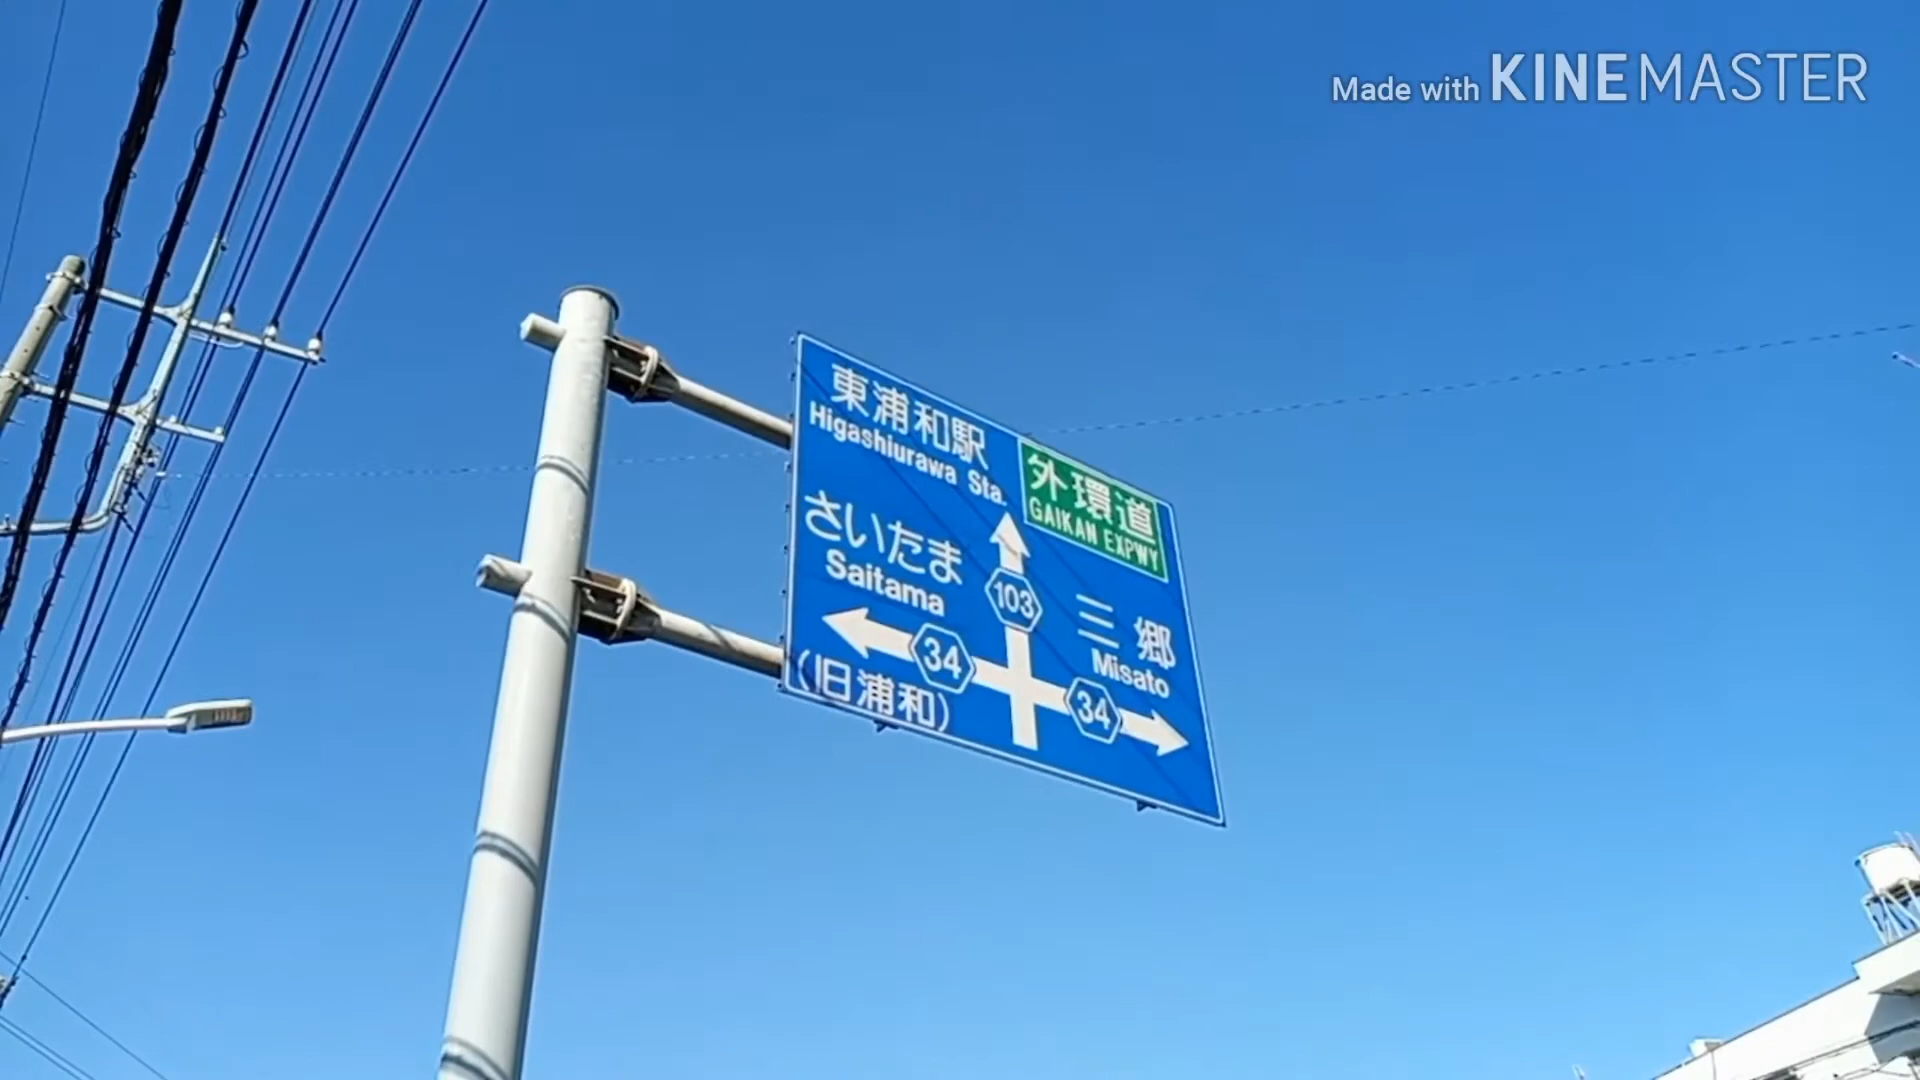 Made with KINEMASTER
東浦和駅
Higashiurawa Sta.
外環道
GAIKAN EXPWY
さいたま
Saitama
103
三郷
Misato
34
34
(旧浦和)